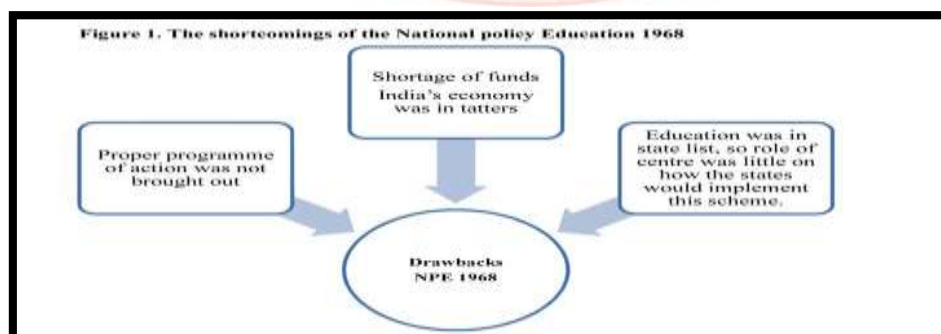 Figure 1. The shortcomings of the National policy Education 1968
Shortage of funds
India's economy
was in tatters
Proper programme
of action was not
brought out
Education was in
state list, so role of
centre was little on
how the states
would implement
this scheme.
Drawbacks
NPE 1968